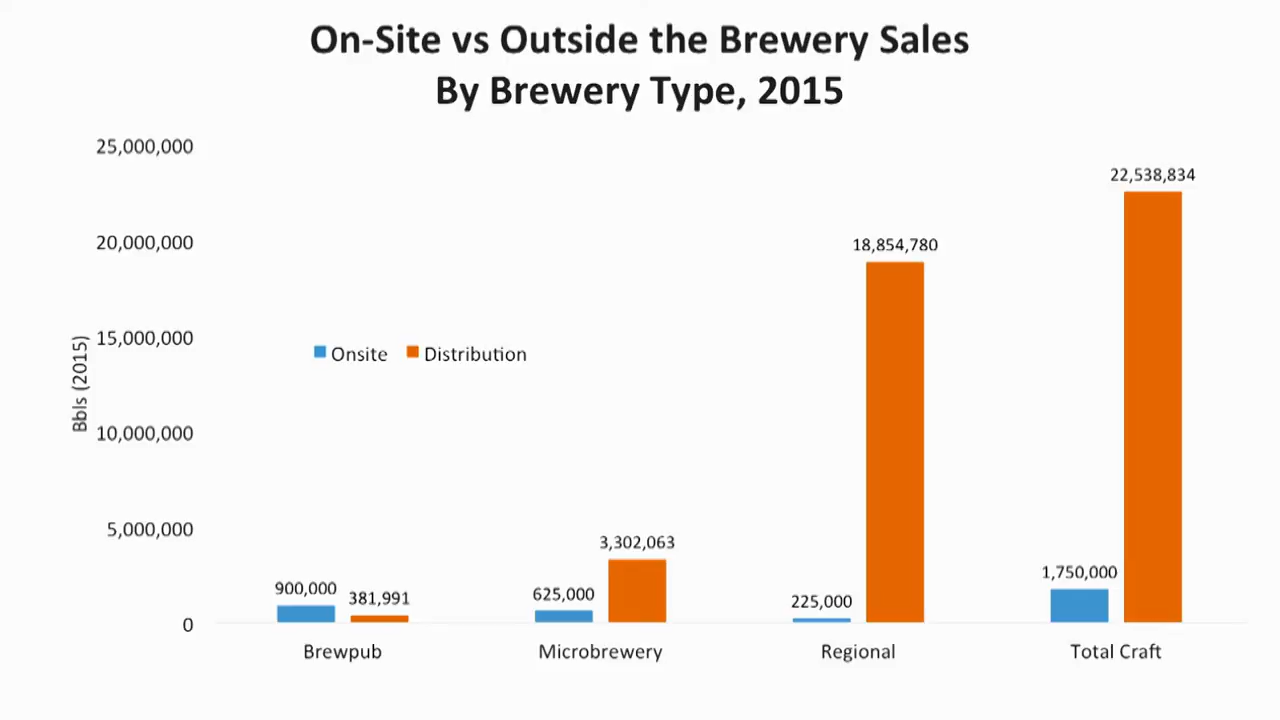 On-Site vs Outside the Brewery Sales
By Brewery Type, 2015
25,000,000
20,000,000
15,000,000
10,000,000
5,000,000
0
Bbls (2015)
Onsite
Distribution
900,000
381,991
625,000
3,302,063
225,000
18,854,780
1,750,000
22,538,834
Brewpub
Microbrewery
Regional
Total Craft